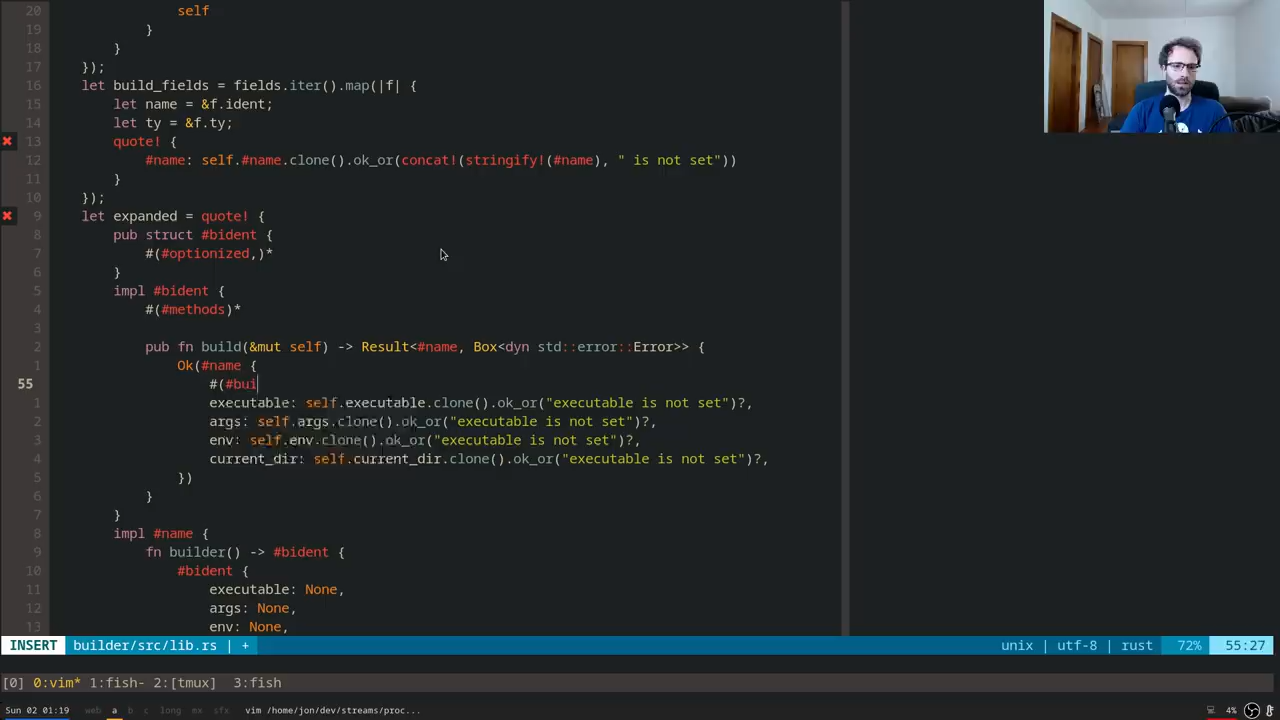 20                 self
19             }
18         }
17     });
16     let build_fields = fields.iter().map(|f| {
15         let name = &f.ident;
14         let ty = &f.ty;
13         quote! {
12             #name: self.#name.clone().ok_or(concat!(stringify!(#name), " is not set"))
11         }
10     });
9     let expanded = quote! {
8         pub struct #bident {
7             #(#optionized,)*
6         }
5         impl #bident {
4             #(#methods)*
3
2             pub fn build(&mut self) -> Result<#name, Box<dyn std::error::Error>> {
1                 Ok(#name {
55                     #(#bui
1                     executable: self.executable.clone().ok_or("executable is not set")?,
2                     args: self.args.clone().ok_or("executable is not set")?,
3                     env: self.env.clone().ok_or("executable is not set")?,
4                     current_dir: self.current_dir.clone().ok_or("executable is not set")?,
5                 })
6             }
7         }
8         impl #name {
9             fn builder() -> #bident {
10                 #bident {
11                     executable: None,
12                     args: None,
13                     env: None,
INSERT builder/src/lib.rs | + unix | utf-8 | rust 72% 55:27
[0] 0:vim* 1:fish- 2:[tmux] 3:fish
Sun 02 01:19 web a b c long mx sfx vim /home/jon/dev/streams/proc... 4%